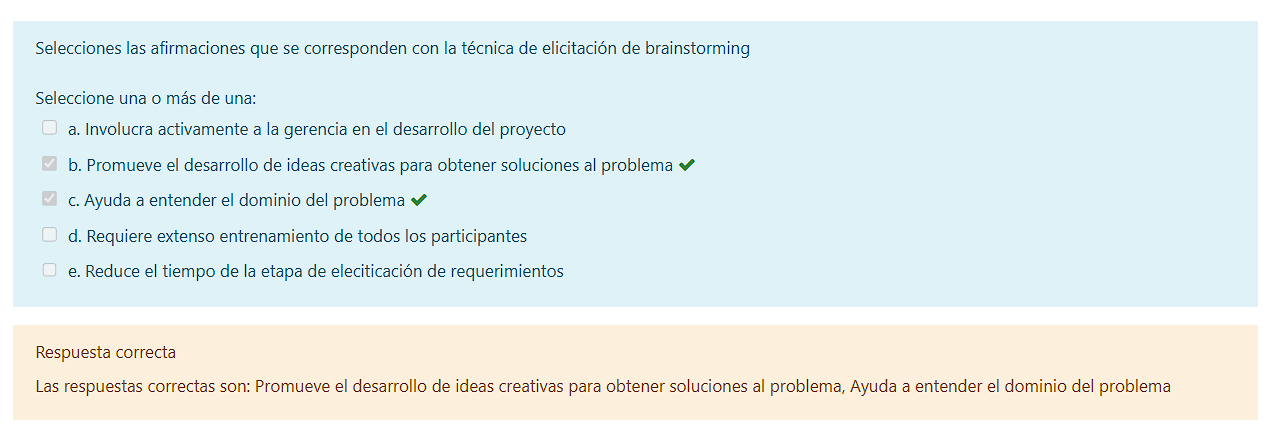 Selecciones las afirmaciones que se corresponden con la técnica de elicitación de brainstorming
Seleccione una o más de una:
a. Involucra activamente a la gerencia en el desarrollo del proyecto
b. Promueve el desarrollo de ideas creativas para obtener soluciones al problema
c. Ayuda a entender el dominio del problema
d. Requiere extenso entrenamiento de todos los participantes
e. Reduce el tiempo de la etapa de eleciticación de requerimientos
Respuesta correcta
Las respuestas correctas son: Promueve el desarrollo de ideas creativas para obtener soluciones al problema, Ayuda a entender el dominio del problema